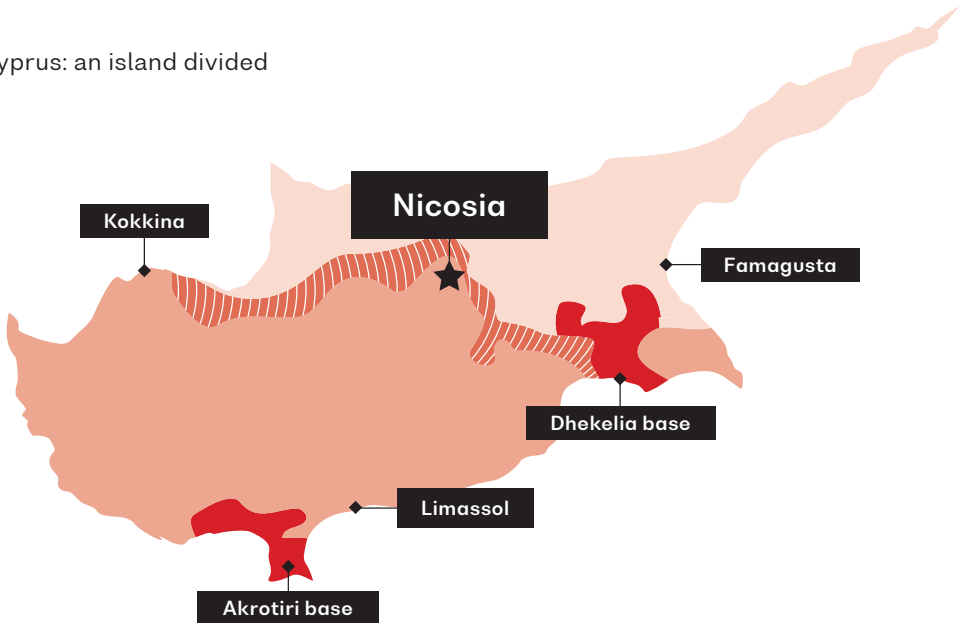 yprus: an island divided
Nicosia
Kokkina
Famagusta
Dhekelia base
Limassol
Akrotiri base